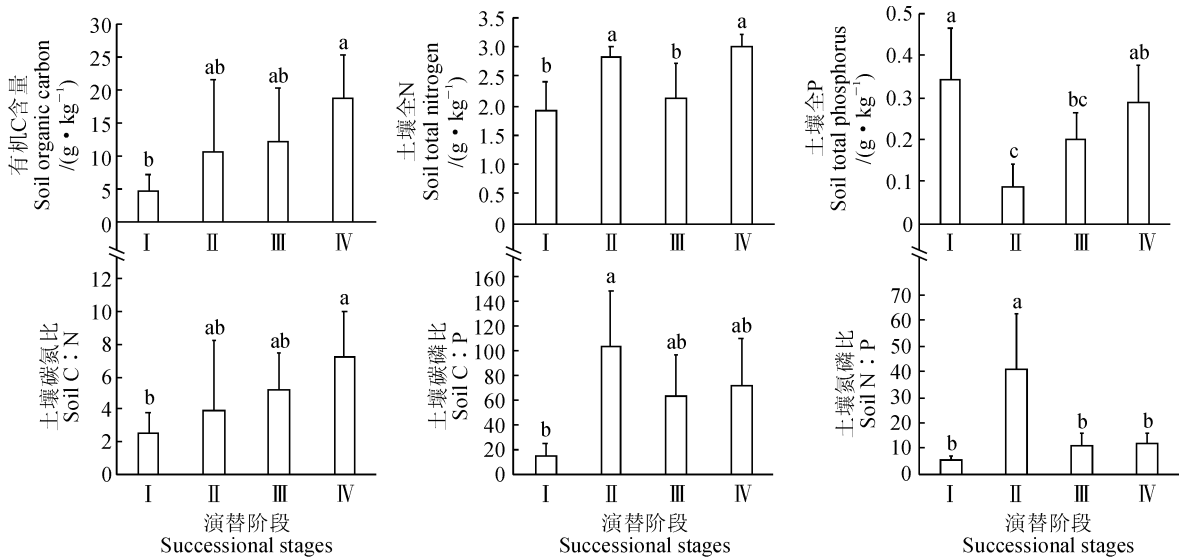 有机C含量
Soil organic carbon
/(g·kg⁻¹)
30
25
20
15
10
5
0
b
ab
ab
a
Ⅰ
Ⅱ
Ⅲ
Ⅳ
土壤全N
Soil total nitrogen
/(g·kg⁻¹)
3.5
3.0
2.5
2.0
1.5
1.0
0.5
0
b
a
b
a
Ⅰ
Ⅱ
Ⅲ
Ⅳ
土壤全P
Soil total phosphorus
/(g·kg⁻¹)
0.5
0.4
0.3
0.2
0.1
0
a
c
bc
ab
Ⅰ
Ⅱ
Ⅲ
Ⅳ
土壤碳氮比
Soil C∶N
12
10
8
6
4
2
0
b
ab
ab
a
Ⅰ
Ⅱ
Ⅲ
Ⅳ
演替阶段
Successional stages
土壤碳磷比
Soil C∶P
160
140
120
100
80
60
40
20
0
b
a
ab
ab
Ⅰ
Ⅱ
Ⅲ
Ⅳ
演替阶段
Successional stages
土壤氮磷比
Soil N∶P
70
60
50
40
30
20
10
0
b
a
b
b
Ⅰ
Ⅱ
Ⅲ
Ⅳ
演替阶段
Successional stages